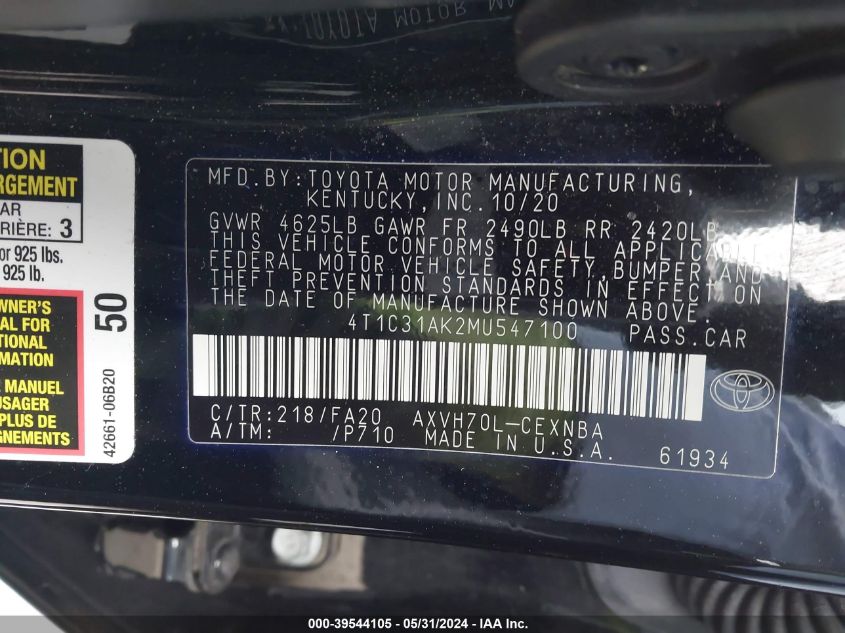 TION
RGEMENT
AR
RIÈRE: 3
or 925 lbs.
925 lb.
WNER'S
AL FOR
TIONAL
MATION
MANUEL
USAGER
PLUS DE
EMENTS
50
42661-06B20
MFD. BY: TOYOTA MOTOR MANUFACTURING,
KENTUCKY, INC. 10/20
GVWR 4625LB GAWR FR 2490LB RR 2420LB
THIS VEHICLE CONFORMS TO ALL APPLICABLE
FEDERAL MOTOR VEHICLE SAFETY, BUMPER AND
THEFT PREVENTION STANDARDS IN EFFECT ON
THE DATE OF MANUFACTURE SHOWN ABOVE.
4T1C31AK2MU547100 PASS. CAR
C/TR: 218/FA20 AXVH70L-CEXNBA
A/TM: /P710 MADE IN U.S.A. 61934
000-39544105 - 05/31/2024 - IAA Inc.